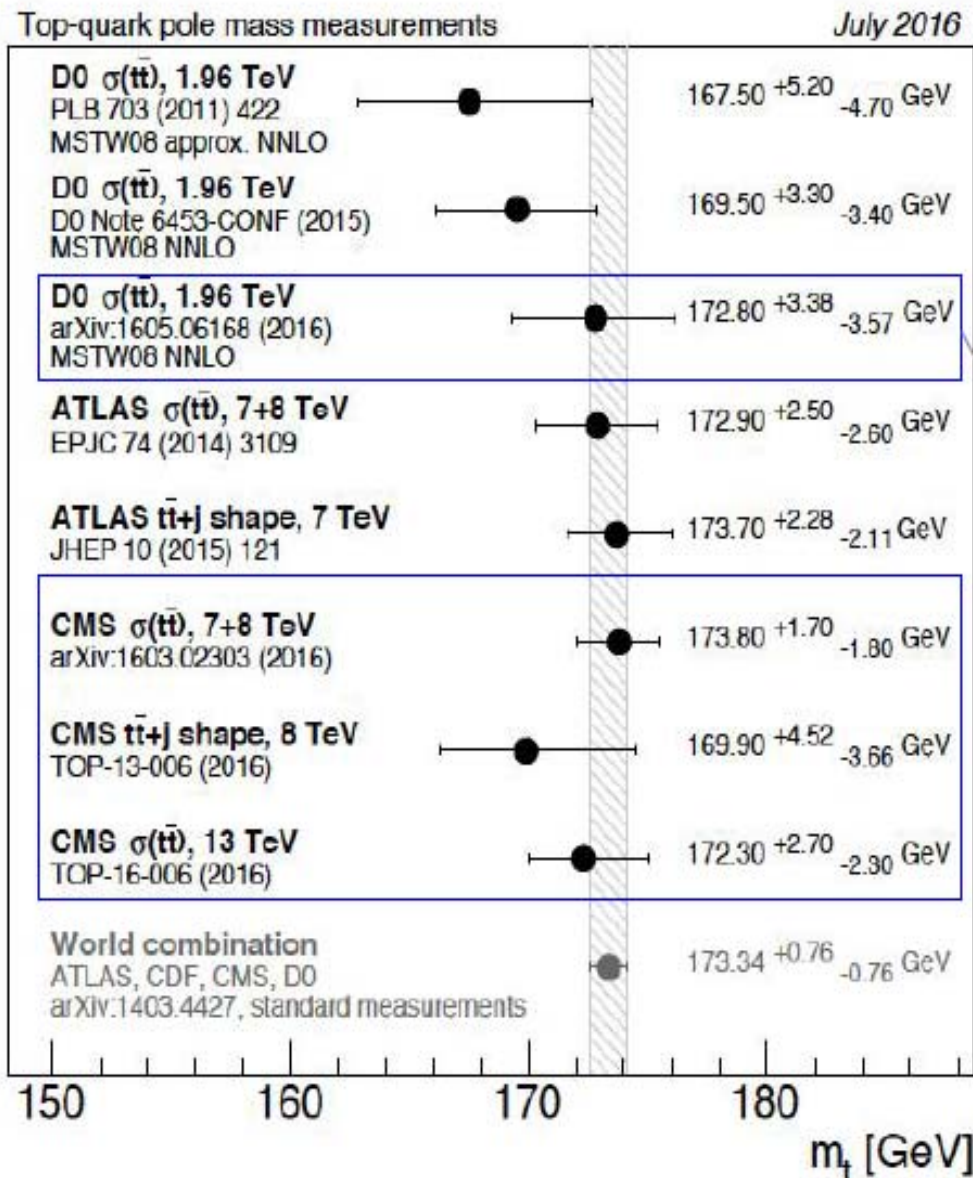 Top-quark pole mass measurements July 2016
D0 σ(tt̄), 1.96 TeV
PLB 703 (2011) 422
MSTW08 approx. NNLO
167.50 +5.20 -4.70 GeV
D0 σ(tt̄), 1.96 TeV
D0 Note 6453-CONF (2015)
MSTW08 NNLO
169.50 +3.30 -3.40 GeV
D0 σ(tt̄), 1.96 TeV
arXiv:1605.06168 (2016)
MSTW08 NNLO
172.80 +3.38 -3.57 GeV
ATLAS σ(tt̄), 7+8 TeV
EPJC 74 (2014) 3109
172.90 +2.50 -2.60 GeV
ATLAS tt̄+j shape, 7 TeV
JHEP 10 (2015) 121
173.70 +2.28 -2.11 GeV
CMS σ(tt̄), 7+8 TeV
arXiv:1603.02303 (2016)
173.80 +1.70 -1.80 GeV
CMS tt̄+j shape, 8 TeV
TOP-13-006 (2016)
169.90 +4.52 -3.66 GeV
CMS σ(tt̄), 13 TeV
TOP-16-006 (2016)
172.30 +2.70 -2.30 GeV
World combination
ATLAS, CDF, CMS, D0
arXiv:1403.4427, standard measurements
173.34 +0.76 -0.76 GeV
150 160 170 180
mt [GeV]